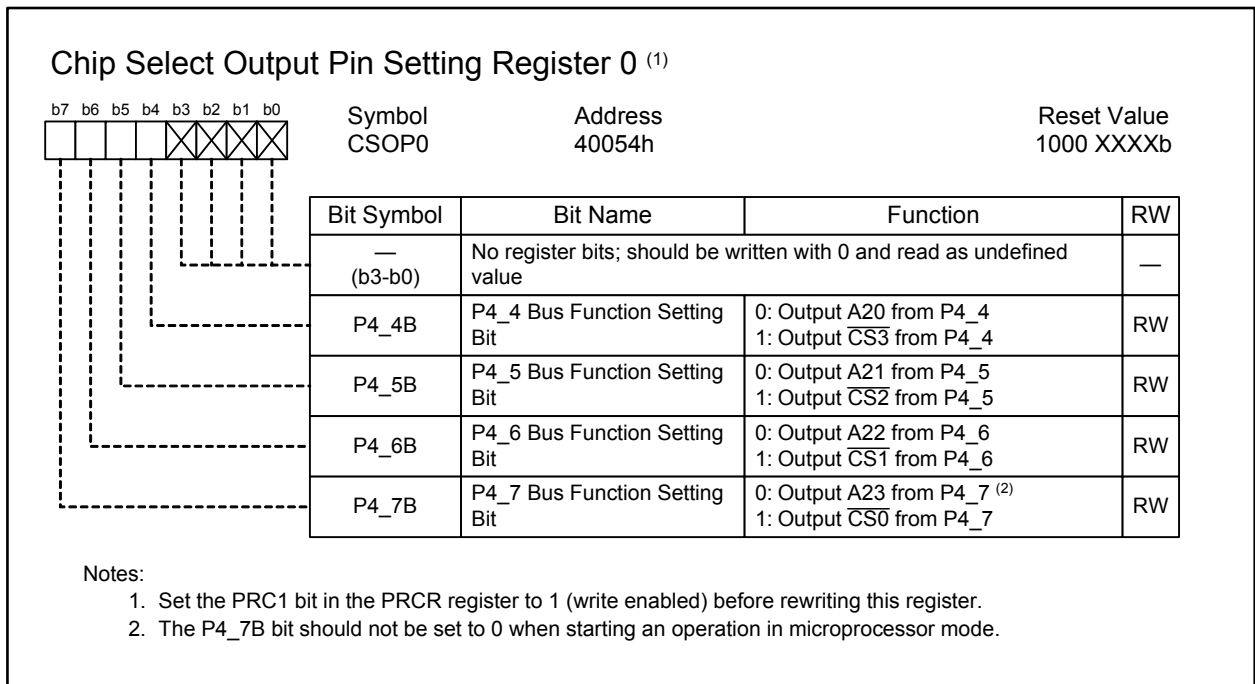 Chip Select Output Pin Setting Register 0 (1)
b7 b6 b5 b4 b3 b2 b1 b0
Symbol Address Reset Value
CSOP0 40054h 1000 XXXXb
Bit Symbol Bit Name Function RW
—
(b3-b0)
No register bits; should be written with 0 and read as undefined
value
—
P4_4B
P4_4 Bus Function Setting
Bit
0: Output A20 from P4_4
1: Output C̅S̅3̅ from P4_4
RW
P4_5B
P4_5 Bus Function Setting
Bit
0: Output A21 from P4_5
1: Output C̅S̅2̅ from P4_5
RW
P4_6B
P4_6 Bus Function Setting
Bit
0: Output A22 from P4_6
1: Output C̅S̅1̅ from P4_6
RW
P4_7B
P4_7 Bus Function Setting
Bit
0: Output A23 from P4_7 (2)
1: Output C̅S̅0̅ from P4_7
RW
Notes:
1. Set the PRC1 bit in the PRCR register to 1 (write enabled) before rewriting this register.
2. The P4_7B bit should not be set to 0 when starting an operation in microprocessor mode.